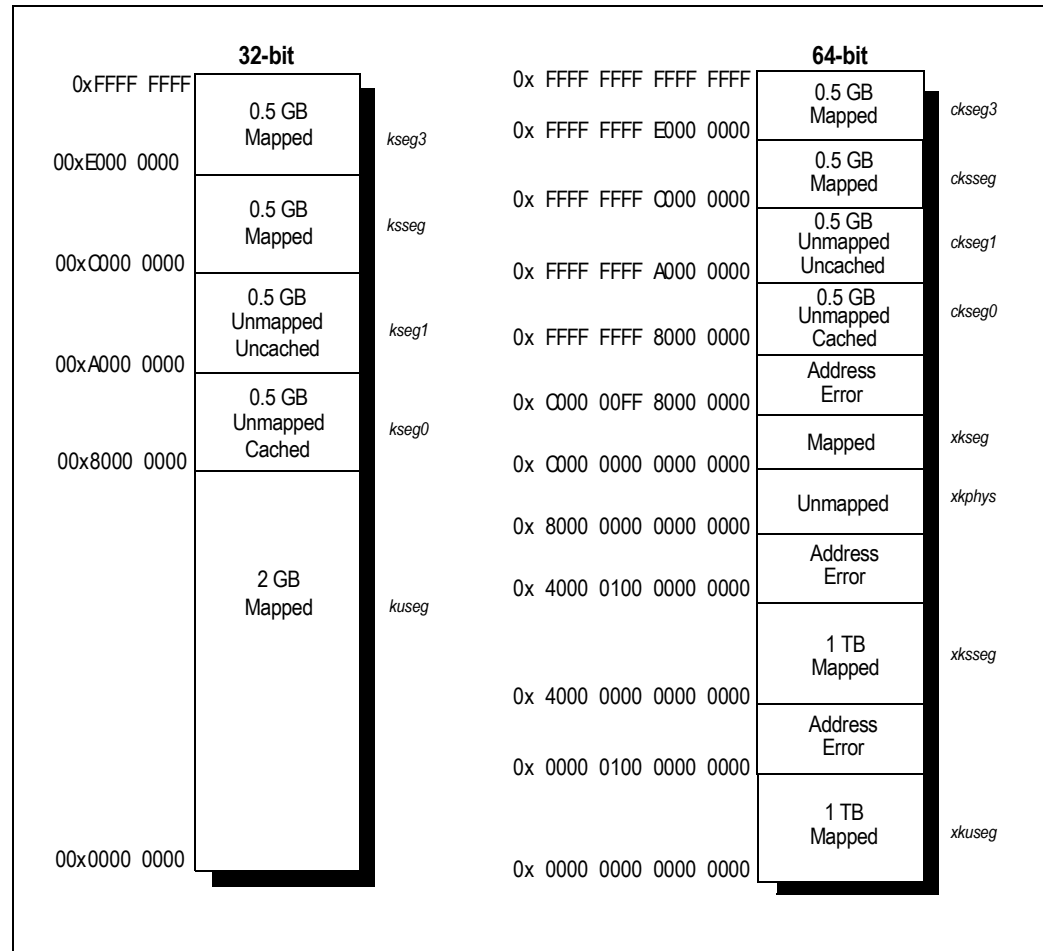 32-bit
0xFFFF FFFF
0.5 GB
Mapped
kseg3
00xE000 0000
0.5 GB
Mapped
ksseg
00xC000 0000
0.5 GB
Unmapped
Uncached
kseg1
00xA000 0000
0.5 GB
Unmapped
Cached
kseg0
00x8000 0000
2 GB
Mapped
kuseg
00x0000 0000
64-bit
0x FFFF FFFF FFFF FFFF
0.5 GB
Mapped
ckseg3
0x FFFF FFFF E000 0000
0.5 GB
Mapped
cksseg
0x FFFF FFFF C000 0000
0.5 GB
Unmapped
Uncached
ckseg1
0x FFFF FFFF A000 0000
0.5 GB
Unmapped
Cached
ckseg0
0x FFFF FFFF 8000 0000
Address
Error
0x C000 00FF 8000 0000
Mapped
xkseg
0x C000 0000 0000 0000
Unmapped
xkphys
0x 8000 0000 0000 0000
Address
Error
0x 4000 0100 0000 0000
1 TB
Mapped
xksseg
0x 4000 0000 0000 0000
Address
Error
0x 0000 0100 0000 0000
1 TB
Mapped
xkuseg
0x 0000 0000 0000 0000